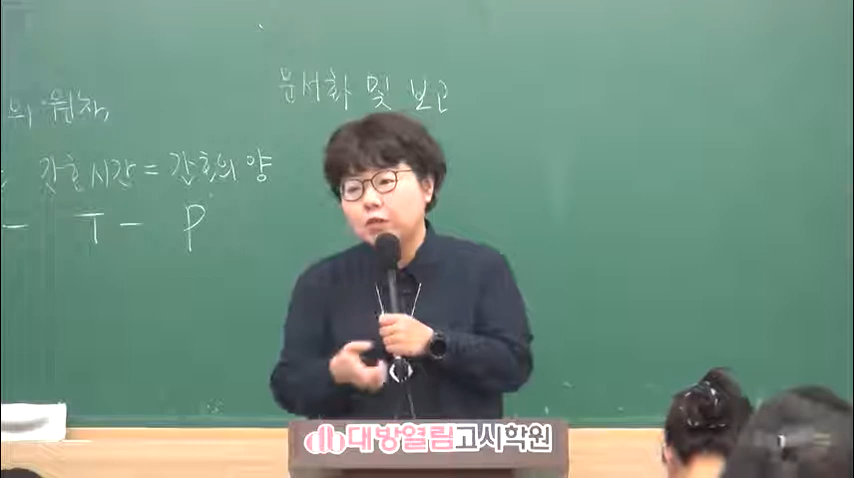 문서화 및 보고
의 원칙,
간호시간 = 간호의 양
- T - P
대방열림고시학원